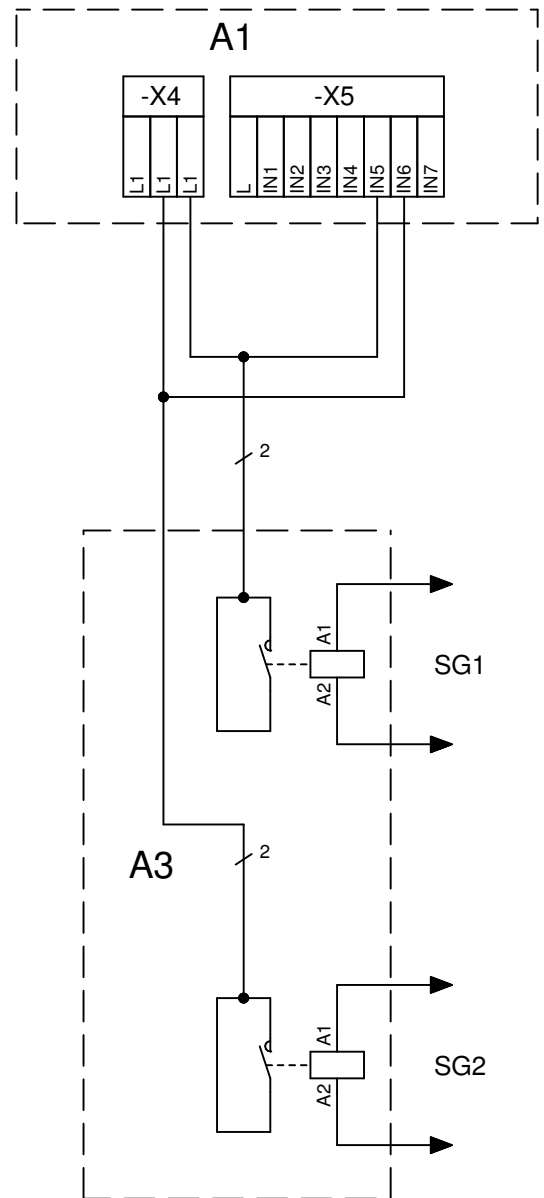 A1
-X4 -X5
L1 L1 L1 L IN1 IN2 IN3 IN4 IN5 IN6 IN7
2
A1
SG1
A2
A3
2
A1
SG2
A2